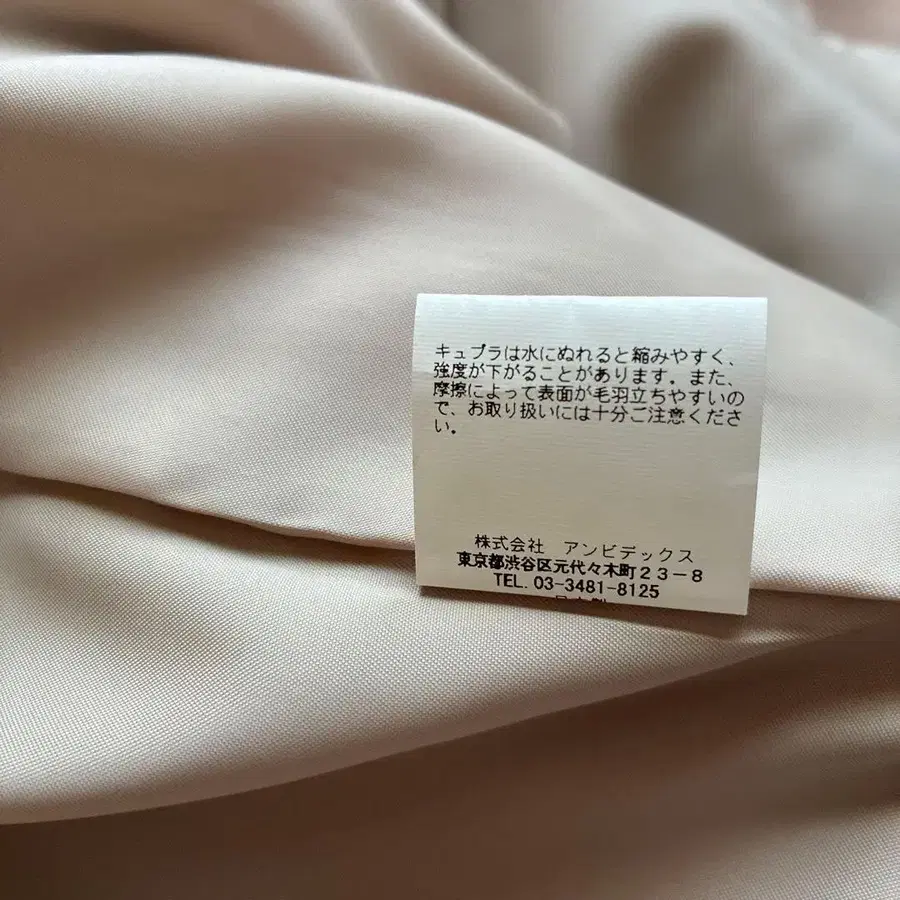 キュプラは水にぬれると縮みやすく、
強度が下がることがあります。また、
摩擦によって表面が毛羽立ちやすいの
で、お取り扱いには十分ご注意くださ
い。
株式会社 アンビデックス
東京都渋谷区元代々木町23-8
TEL. 03-3481-8125